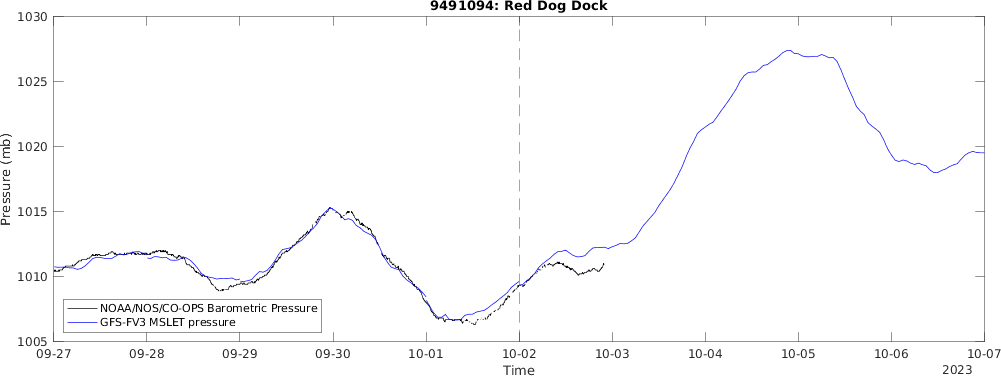 9491094: Red Dog Dock
Pressure (mb)
1030
1025
1020
1015
1010
1005
NOAA/NOS/CO-OPS Barometric Pressure
GFS-FV3 MSLET pressure
09-27 09-28 09-29 09-30 10-01 10-02 10-03 10-04 10-05 10-06 10-07
Time
2023